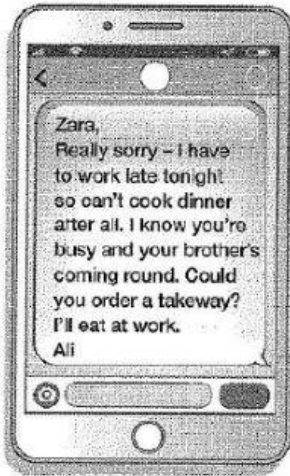 Zara,
Really sorry – I have
to work late tonight
so can't cook dinner
after all. I know you're
busy and your brother's
coming round. Could
you order a takeway?
I'll eat at work.
Ali